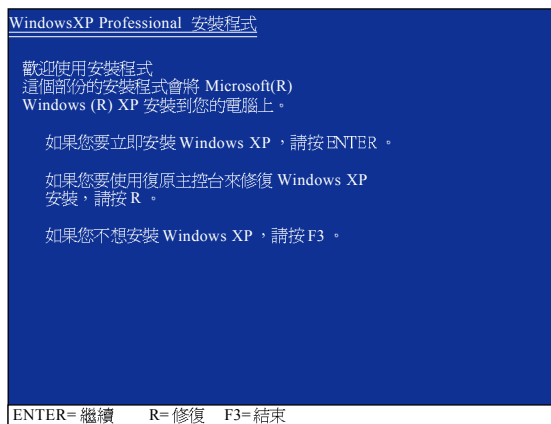 WindowsXP Professional 安裝程式
歡迎使用安裝程式
這個部份的安裝程式會將 Microsoft(R)
Windows (R) XP 安裝到您的電腦上。
如果您要立即安裝 Windows XP ，請按 ENTER 。
如果您要使用復原主控台來修復 Windows XP
安裝，請按 R 。
如果您不想安裝 Windows XP ，請按 F3 。
ENTER= 繼續 R= 修復 F3= 結束